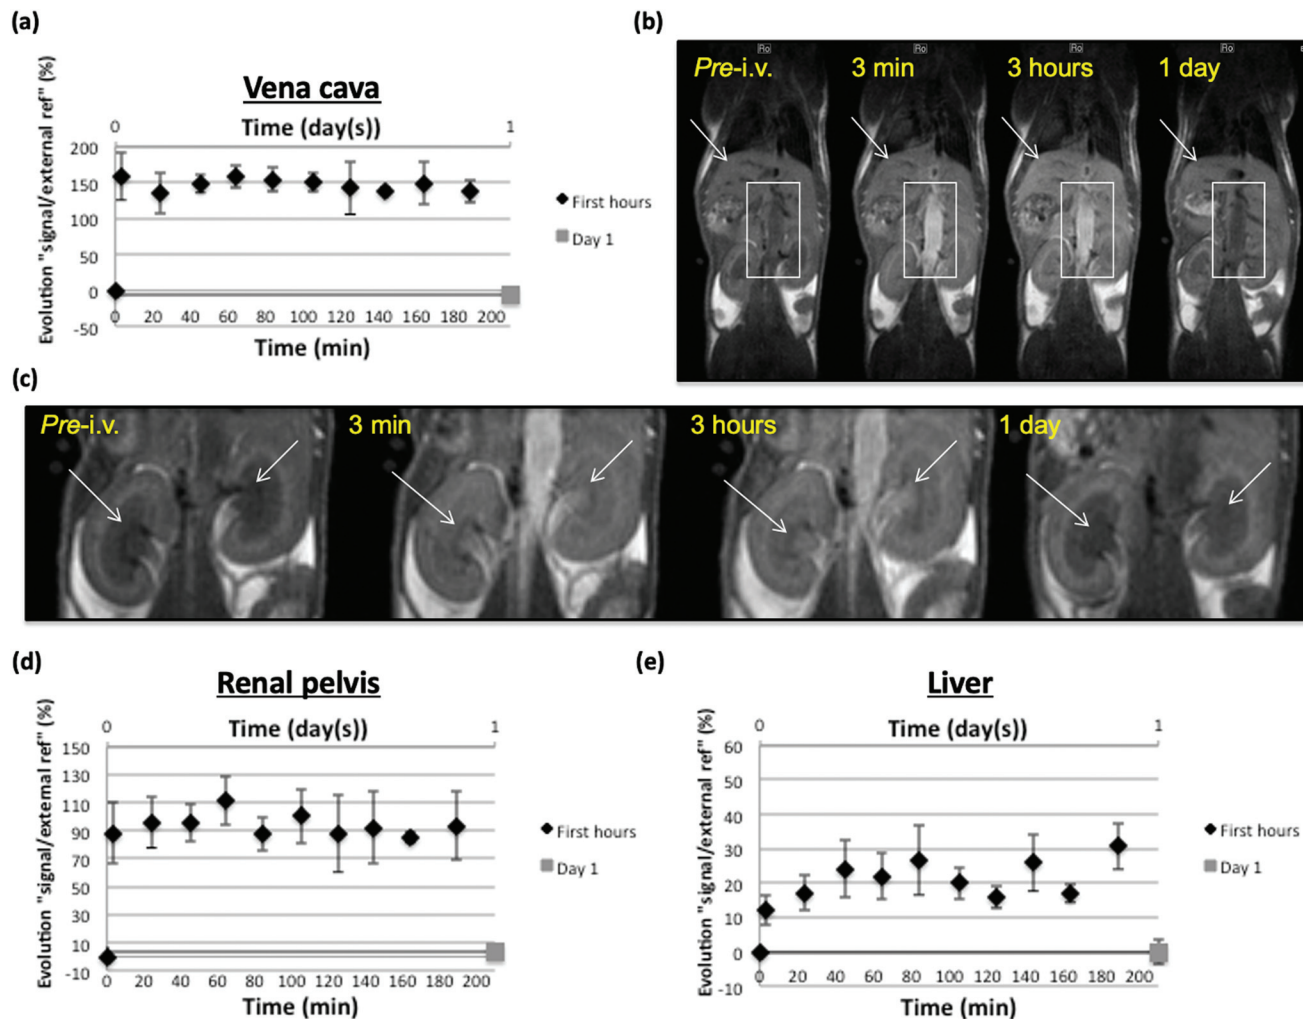 (a)
Vena cava
Time (day(s))
0
1
Evolution "signal/external ref" (%)
200
150
100
50
0
-50
0 20 40 60 80 100 120 140 160 180 200
Time (min)
First hours
Day 1
(b)
Ro
Ro
Ro
Ro
Pre-i.v.
3 min
3 hours
1 day
(c)
Pre-i.v.
3 min
3 hours
1 day
(d)
Renal pelvis
Time (day(s))
0
1
Evolution "signal/external ref" (%)
150
130
110
90
70
50
30
10
-10
0 20 40 60 80 100 120 140 160 180 200
Time (min)
First hours
Day 1
(e)
Liver
Time (day(s))
0
1
Evolution "signal/external ref" (%)
60
50
40
30
20
10
0
-10
0 20 40 60 80 100 120 140 160 180 200
Time (min)
First hours
Day 1